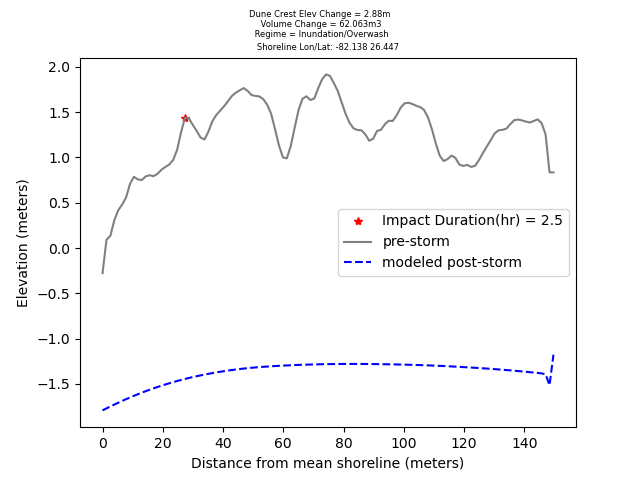 Dune Crest Elev Change = 2.88m
Volume Change = 62.063m3
Regime = Inundation/Overwash
Shoreline Lon/Lat: -82.138 26.447
2.0
1.5
1.0
0.5
0.0
−0.5
−1.0
−1.5
Elevation (meters)
Impact Duration(hr) = 2.5
pre-storm
modeled post-storm
0 20 40 60 80 100 120 140
Distance from mean shoreline (meters)